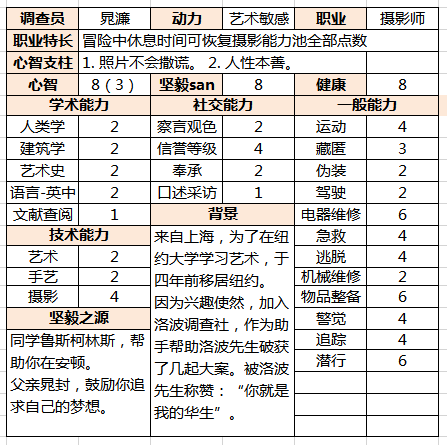 调查员 晁濂 动力 艺术敏感 职业 摄影师
职业特长 冒险中休息时间可恢复摄影能力池全部点数
心智支柱 1. 照片不会撒谎。 2. 人性本善。
心智 8（3） 坚毅san 8 健康 8
学术能力 社交能力 一般能力
人类学 2 察言观色 2 运动 4
建筑学 2 信誉等级 4 藏匿 3
艺术史 2 奉承 2 伪装 2
语言-英中 2 口述采访 1 驾驶 2
文献查阅 1 背景 电器维修 6
技术能力 急救 4
艺术 2 逃脱 4
手艺 2 机械维修 2
摄影 4 物品整备 6
坚毅之源 警觉 4
追踪 4
潜行 6
同学鲁斯柯林斯，帮
助你在安顿。
父亲晁封，鼓励你追
求自己的梦想。
来自上海，为了在纽
约大学学习艺术，于
四年前移居纽约。
因为兴趣使然，加入
洛波调查社，作为助
手帮助洛波先生破获
了几起大案。被洛波
先生称赞：“你就是
我的华生”。